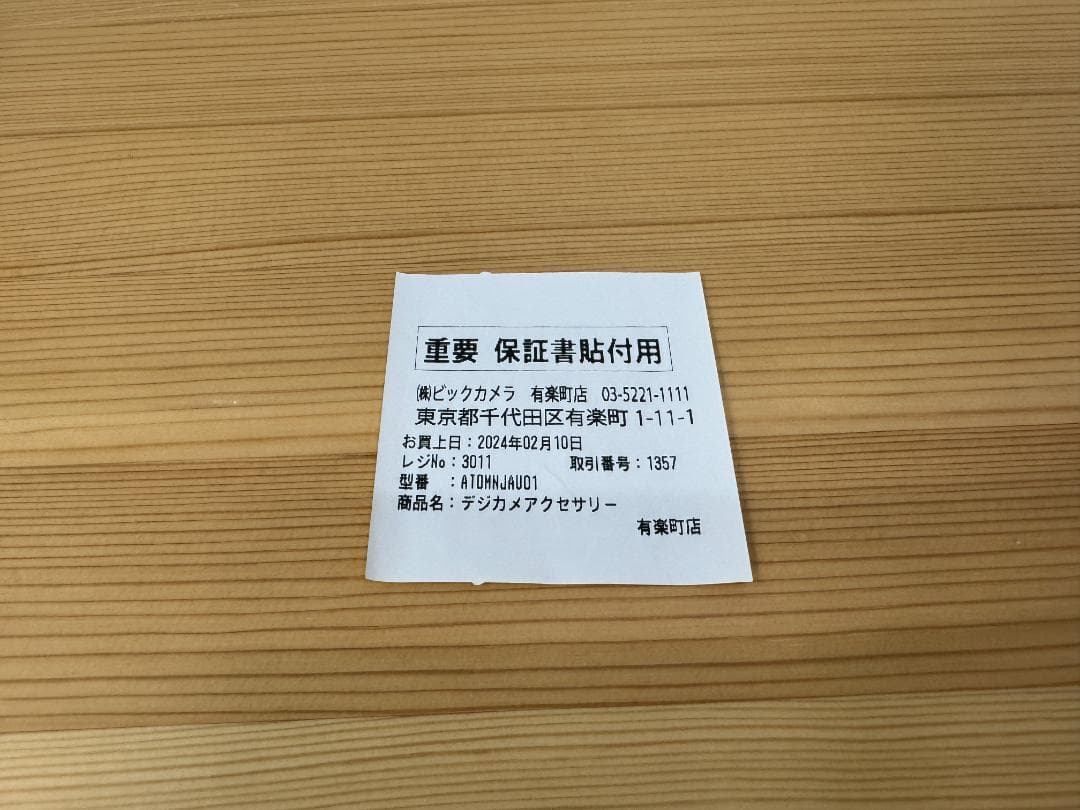 重要 保証書貼付用
㈱ビックカメラ 有楽町店 03-5221-1111
東京都千代田区有楽町 1-11-1
お買上日：2024年02月10日
レジNo：3011 取引番号：1357
型番 ：ATOMNJAU01
商品名：デジカメアクセサリー
有楽町店